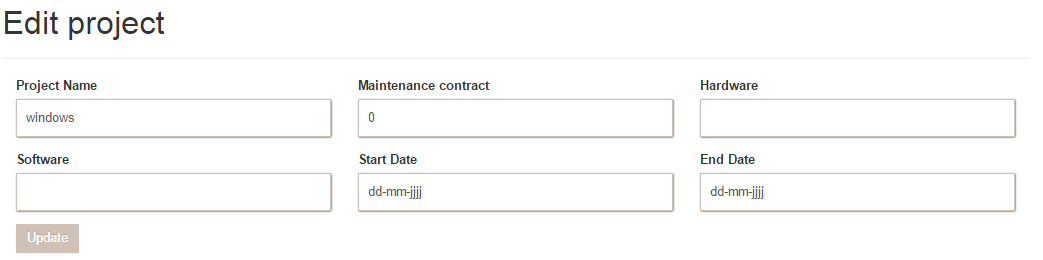 Edit project
Project Name Maintenance contract Hardware
windows 0
Software Start Date End Date
dd-mm-jjjj dd-mm-jjjj
Update